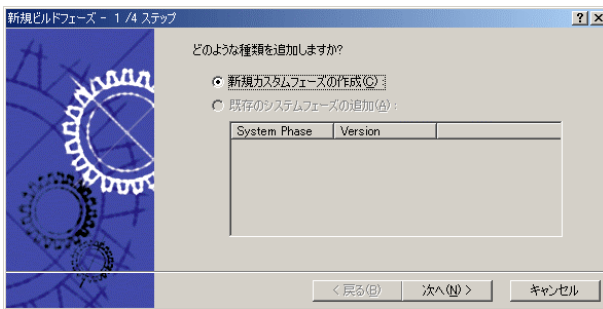 新規ビルドフェーズ - 1 /4 ステップ
どのような種類を追加しますか?
新規カスタムフェーズの作成(C) :
既存のシステムフェーズの追加(A) :
System Phase Version
< 戻る(B) 次へ(N) > キャンセル